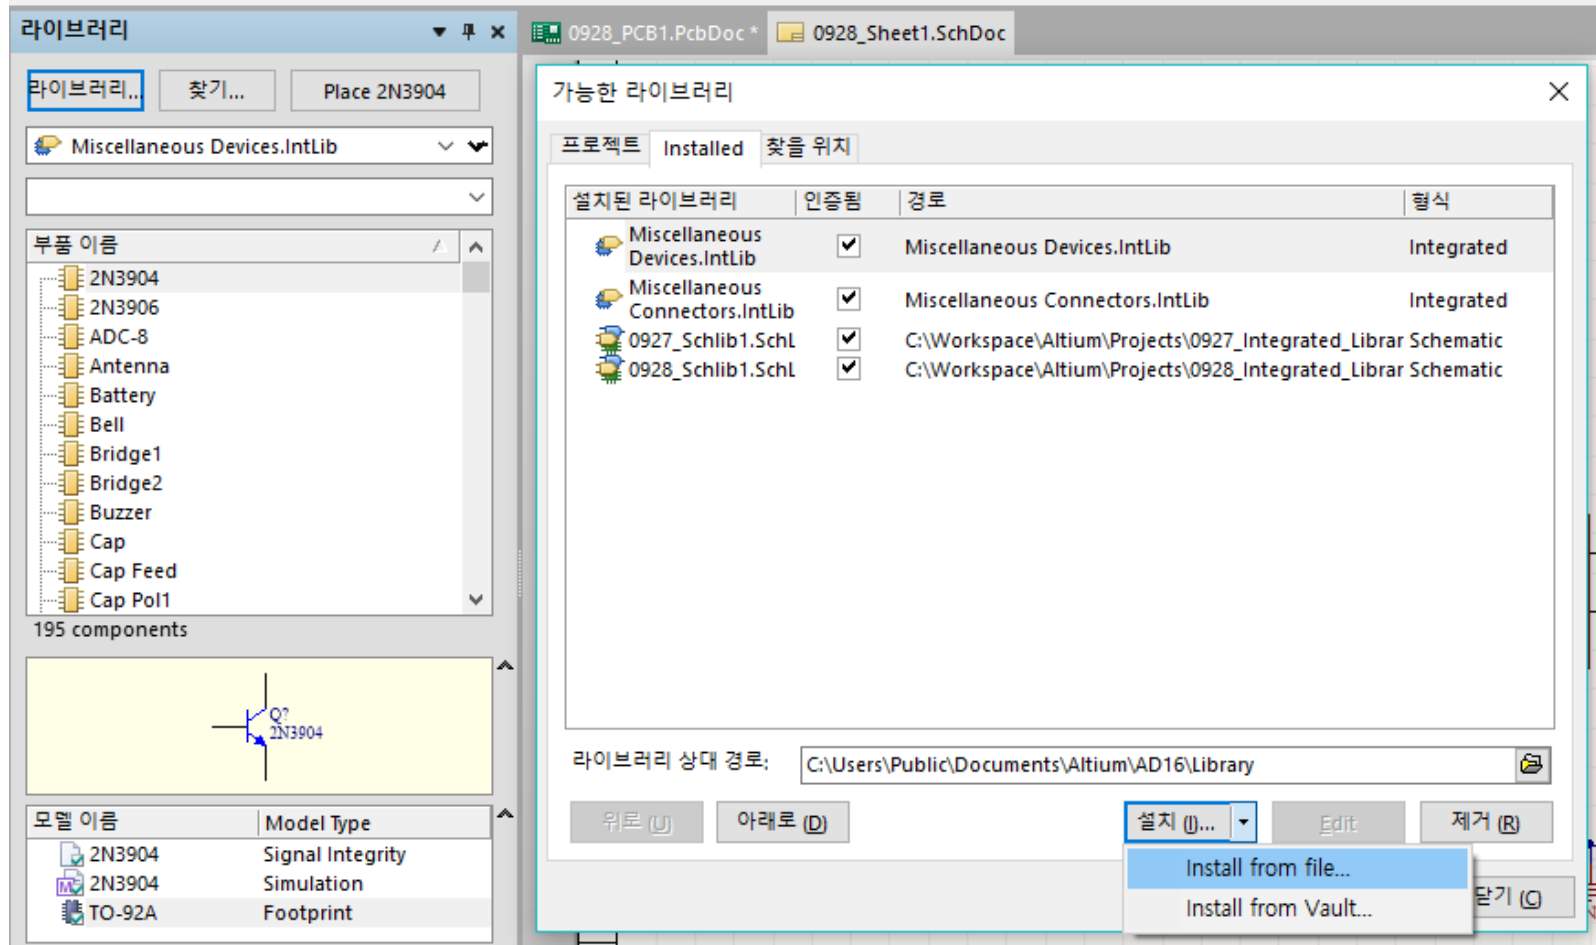 라이브러리
0928_PCB1.PcbDoc *
0928_Sheet1.SchDoc
라이브러리...
찾기...
Place 2N3904
Miscellaneous Devices.IntLib
부품 이름
2N3904
2N3906
ADC-8
Antenna
Battery
Bell
Bridge1
Bridge2
Buzzer
Cap
Cap Feed
Cap Pol1
195 components
Q?
2N3904
모델 이름 Model Type
2N3904 Signal Integrity
2N3904 Simulation
TO-92A Footprint
가능한 라이브러리
프로젝트 Installed 찾을 위치
설치된 라이브러리 인증됨 경로 형식
Miscellaneous
Devices.IntLib Miscellaneous Devices.IntLib Integrated
Miscellaneous
Connectors.IntLib Miscellaneous Connectors.IntLib Integrated
0927_Schlib1.SchL C:\Workspace\Altium\Projects\0927_Integrated_Librar Schematic
0928_Schlib1.SchL C:\Workspace\Altium\Projects\0928_Integrated_Librar Schematic
라이브러리 상대 경로: C:\Users\Public\Documents\Altium\AD16\Library
위로 (U) 아래로 (D) 설치 (I)... Edit 제거 (R)
Install from file...
Install from Vault...
닫기 (C)